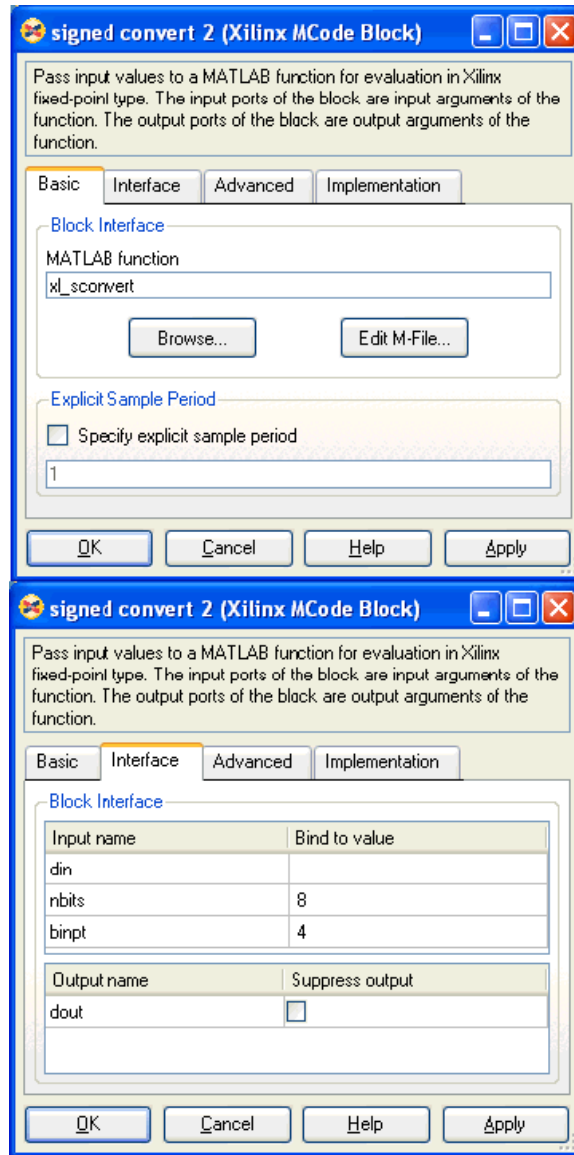 signed convert 2 (Xilinx MCode Block)
Pass input values to a MATLAB function for evaluation in Xilinx
fixed-point type. The input ports of the block are input arguments of the
function. The output ports of the block are output arguments of the
function.
Basic Interface Advanced Implementation
Block Interface
MATLAB function
xl_sconvert
Browse... Edit M-File...
Explicit Sample Period
Specify explicit sample period
1
OK Cancel Help Apply
signed convert 2 (Xilinx MCode Block)
Pass input values to a MATLAB function for evaluation in Xilinx
fixed-point type. The input ports of the block are input arguments of the
function. The output ports of the block are output arguments of the
function.
Basic Interface Advanced Implementation
Block Interface
Input name Bind to value
din
nbits 8
binpt 4
Output name Suppress output
dout
OK Cancel Help Apply